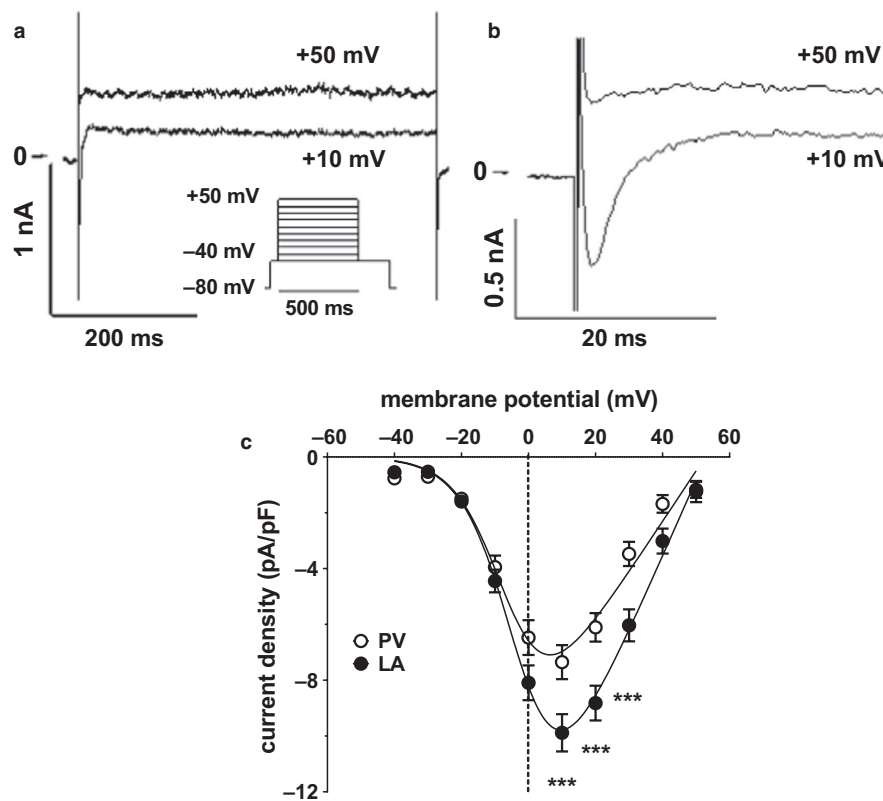 a
+50 mV
0
+10 mV
1 nA
200 ms
+50 mV
−40 mV
−80 mV
500 ms
b
+50 mV
0
+10 mV
0.5 nA
20 ms
c
membrane potential (mV)
−60 −40 −20 0 20 40 60
0
−4
−8
−12
current density (pA/pF)
PV
LA
***
***
***